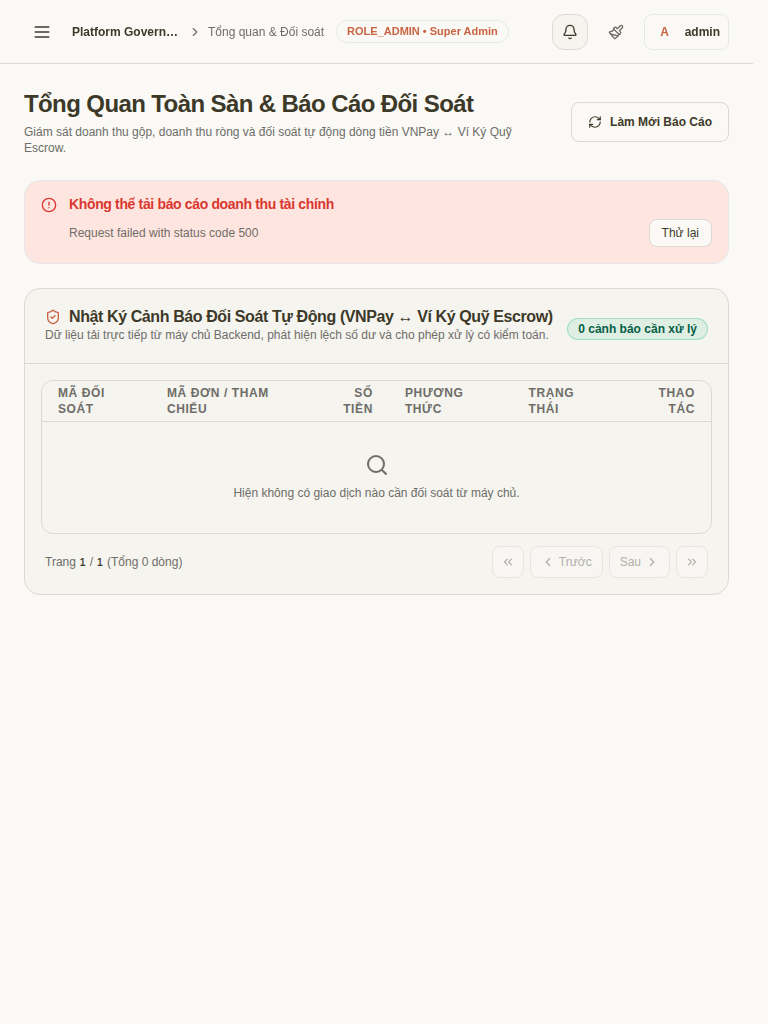 Platform Govern… Tổng quan & Đối soát ROLE_ADMIN • Super Admin A admin
Tổng Quan Toàn Sàn & Báo Cáo Đối Soát
Giám sát doanh thu gộp, doanh thu ròng và đối soát tự động dòng tiền VNPay ↔ Ví Ký Quỹ
Escrow.
Làm Mới Báo Cáo
Không thể tải báo cáo doanh thu tài chính
Request failed with status code 500
Thử lại
Nhật Ký Cảnh Báo Đối Soát Tự Động (VNPay ↔ Ví Ký Quỹ Escrow)
Dữ liệu tải trực tiếp từ máy chủ Backend, phát hiện lệch số dư và cho phép xử lý có kiểm toán.
0 cảnh báo cần xử lý
MÃ ĐỐI SOÁT
MÃ ĐƠN / THAM CHIẾU
SỐ TIỀN
PHƯƠNG THỨC
TRẠNG THÁI
THAO TÁC
Hiện không có giao dịch nào cần đối soát từ máy chủ.
Trang 1 / 1 (Tổng 0 dòng)
Trước
Sau